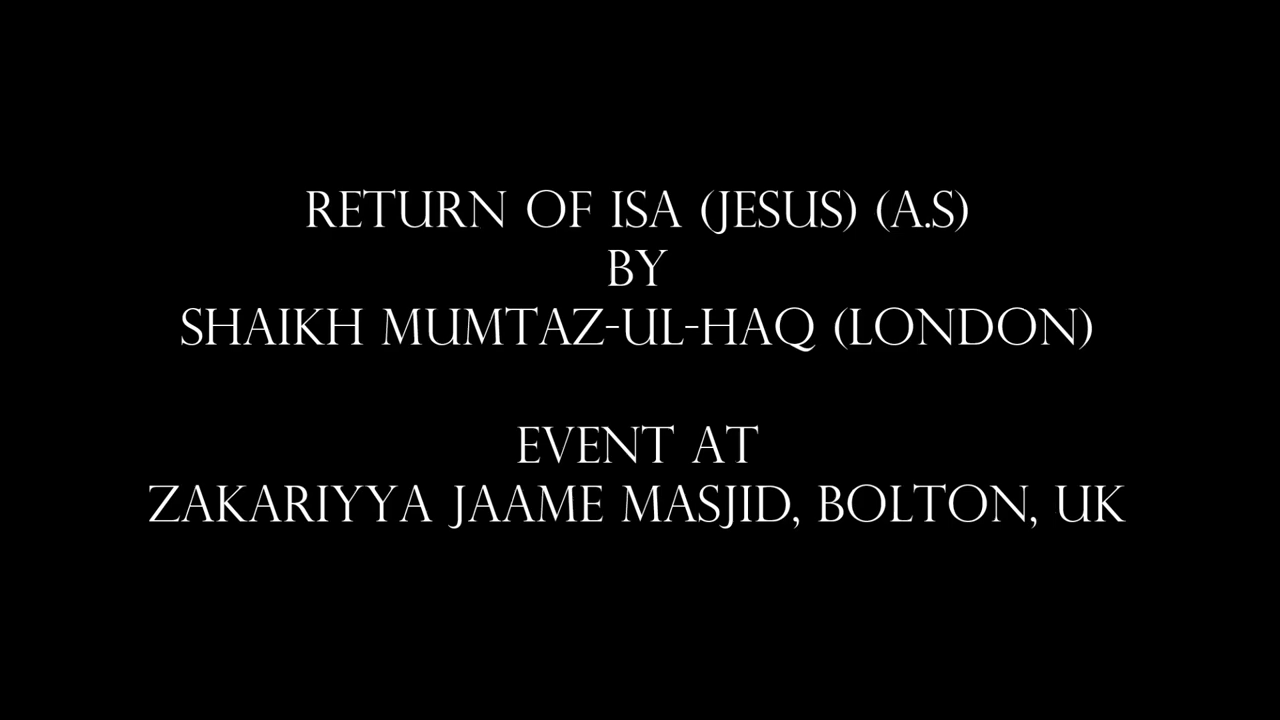 RETURN OF ISA (JESUS) (A.S)
BY
SHAIKH MUMTAZ-UL-HAQ (LONDON)
EVENT AT
ZAKARIYYA JAAME MASJID, BOLTON, UK